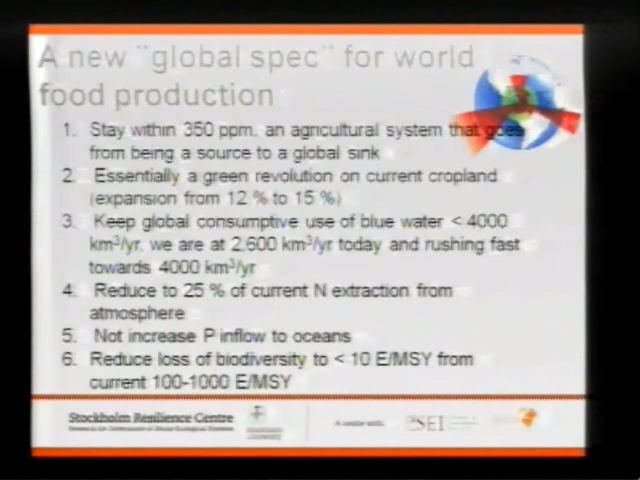 A new "global spec" for world
food production
1. Stay within 350 ppm, an agricultural system that goes
from being a source to a global sink
2. Essentially a green revolution on current cropland
(expansion from 12 % to 15 %)
3. Keep global consumptive use of blue water < 4000
km³/yr, we are at 2,600 km³/yr today and rushing fast
towards 4000 km³/yr
4. Reduce to 25 % of current N extraction from
atmosphere
5. Not increase P inflow to oceans
6. Reduce loss of biodiversity to < 10 E/MSY from
current 100-1000 E/MSY
Stockholm Resilience Centre
A centre with:
SEI